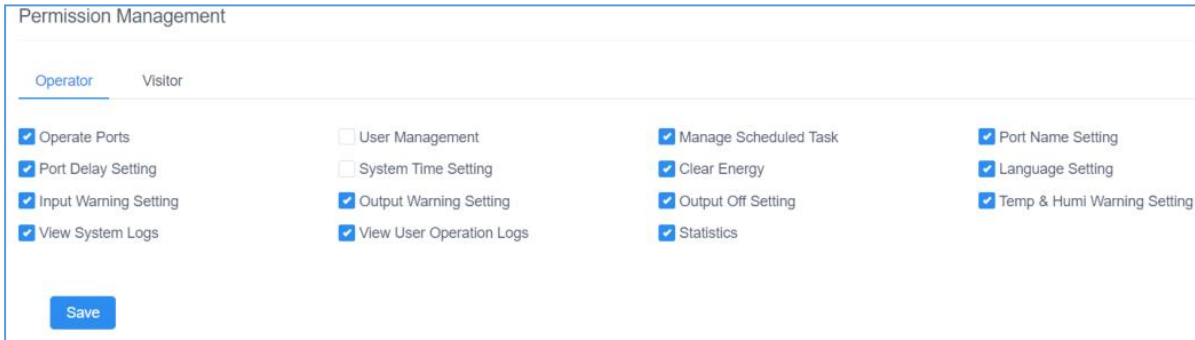 Permission Management
Operator Visitor
Operate Ports User Management Manage Scheduled Task Port Name Setting
Port Delay Setting System Time Setting Clear Energy Language Setting
Input Warning Setting Output Warning Setting Output Off Setting Temp & Humi Warning Setting
View System Logs View User Operation Logs Statistics
Save